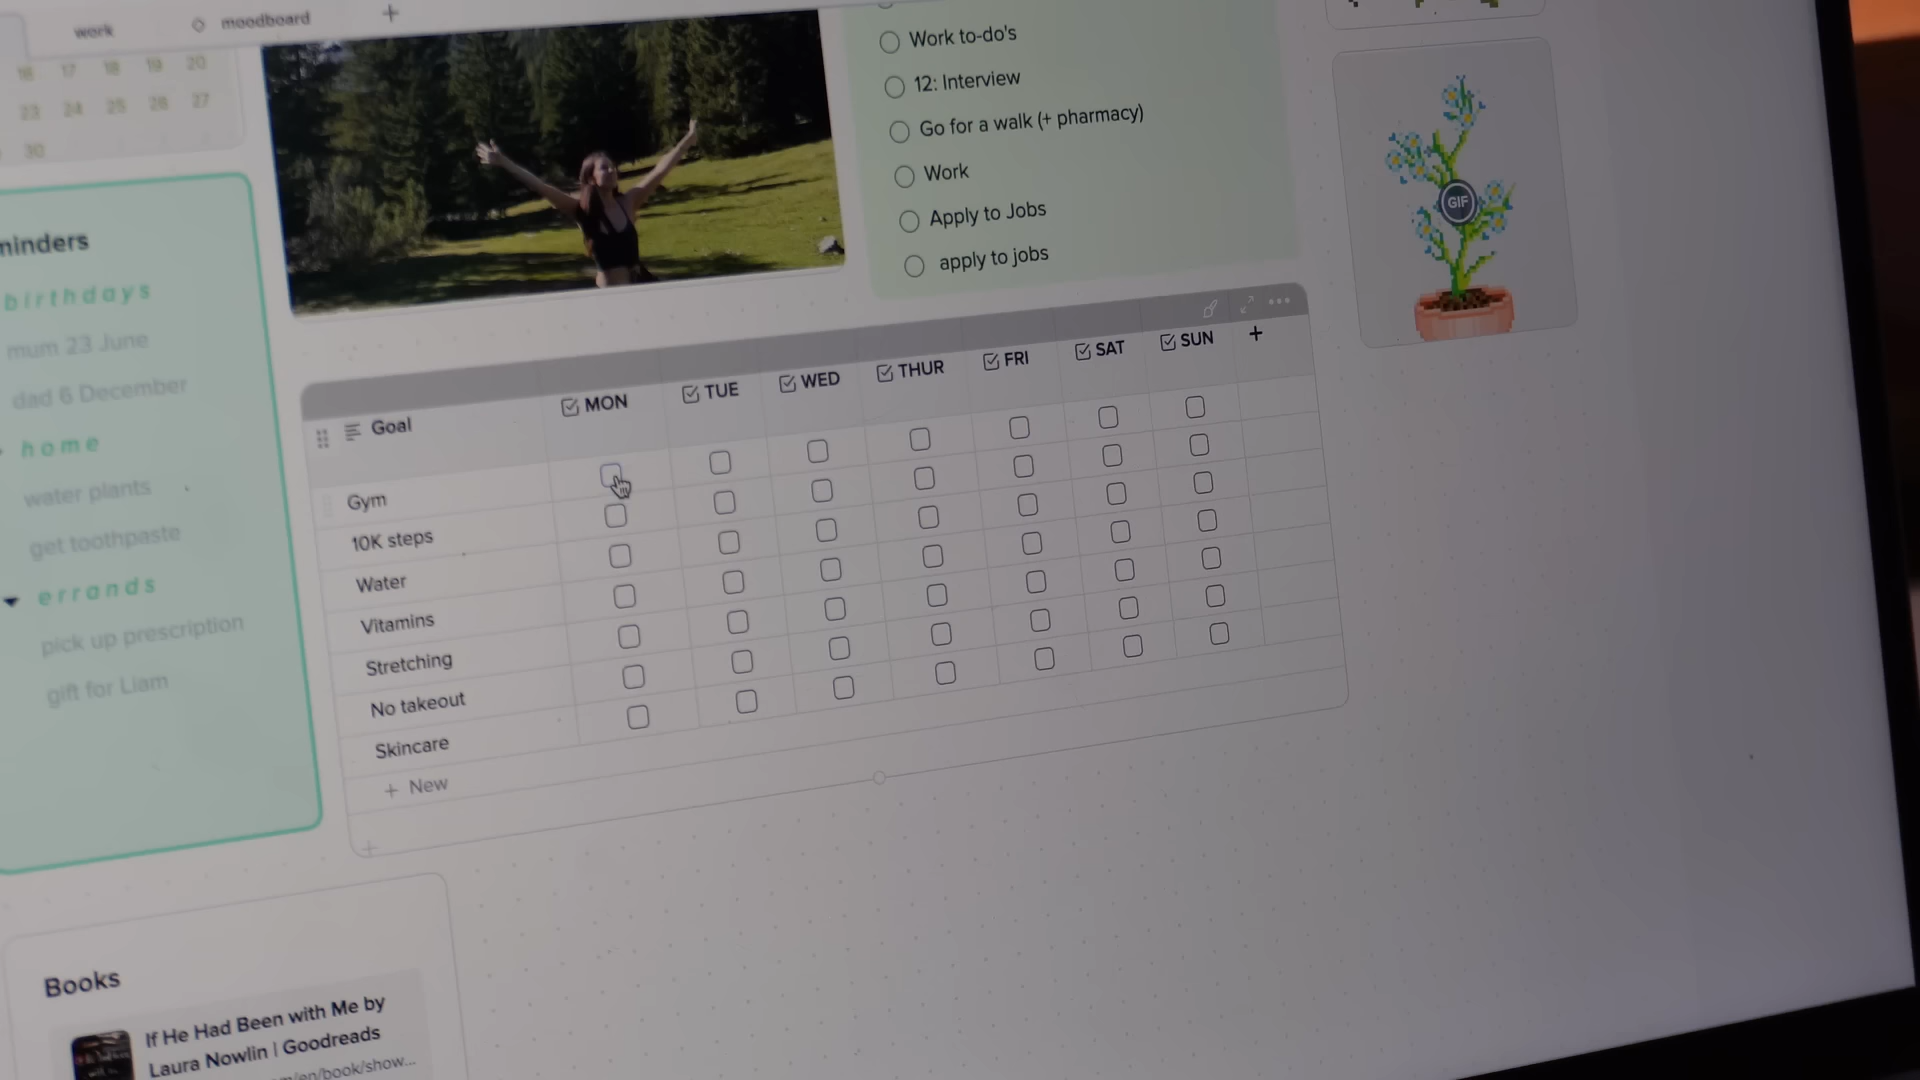 work
moodboard
+
16 17 18 19 20
23 24 25 26 27
30
minders
birthdays
mum 23 June
dad 6 December
home
water plants
get toothpaste
errands
pick up prescription
gift for Liam
Work to-do's
12: Interview
Go for a walk (+ pharmacy)
Work
Apply to Jobs
apply to jobs
GIF
Goal MON TUE WED THUR FRI SAT SUN +
Gym
10K steps
Water
Vitamins
Stretching
No takeout
Skincare
+ New
Books
If He Had Been with Me by
Laura Nowlin | Goodreads
m/en/book/show...